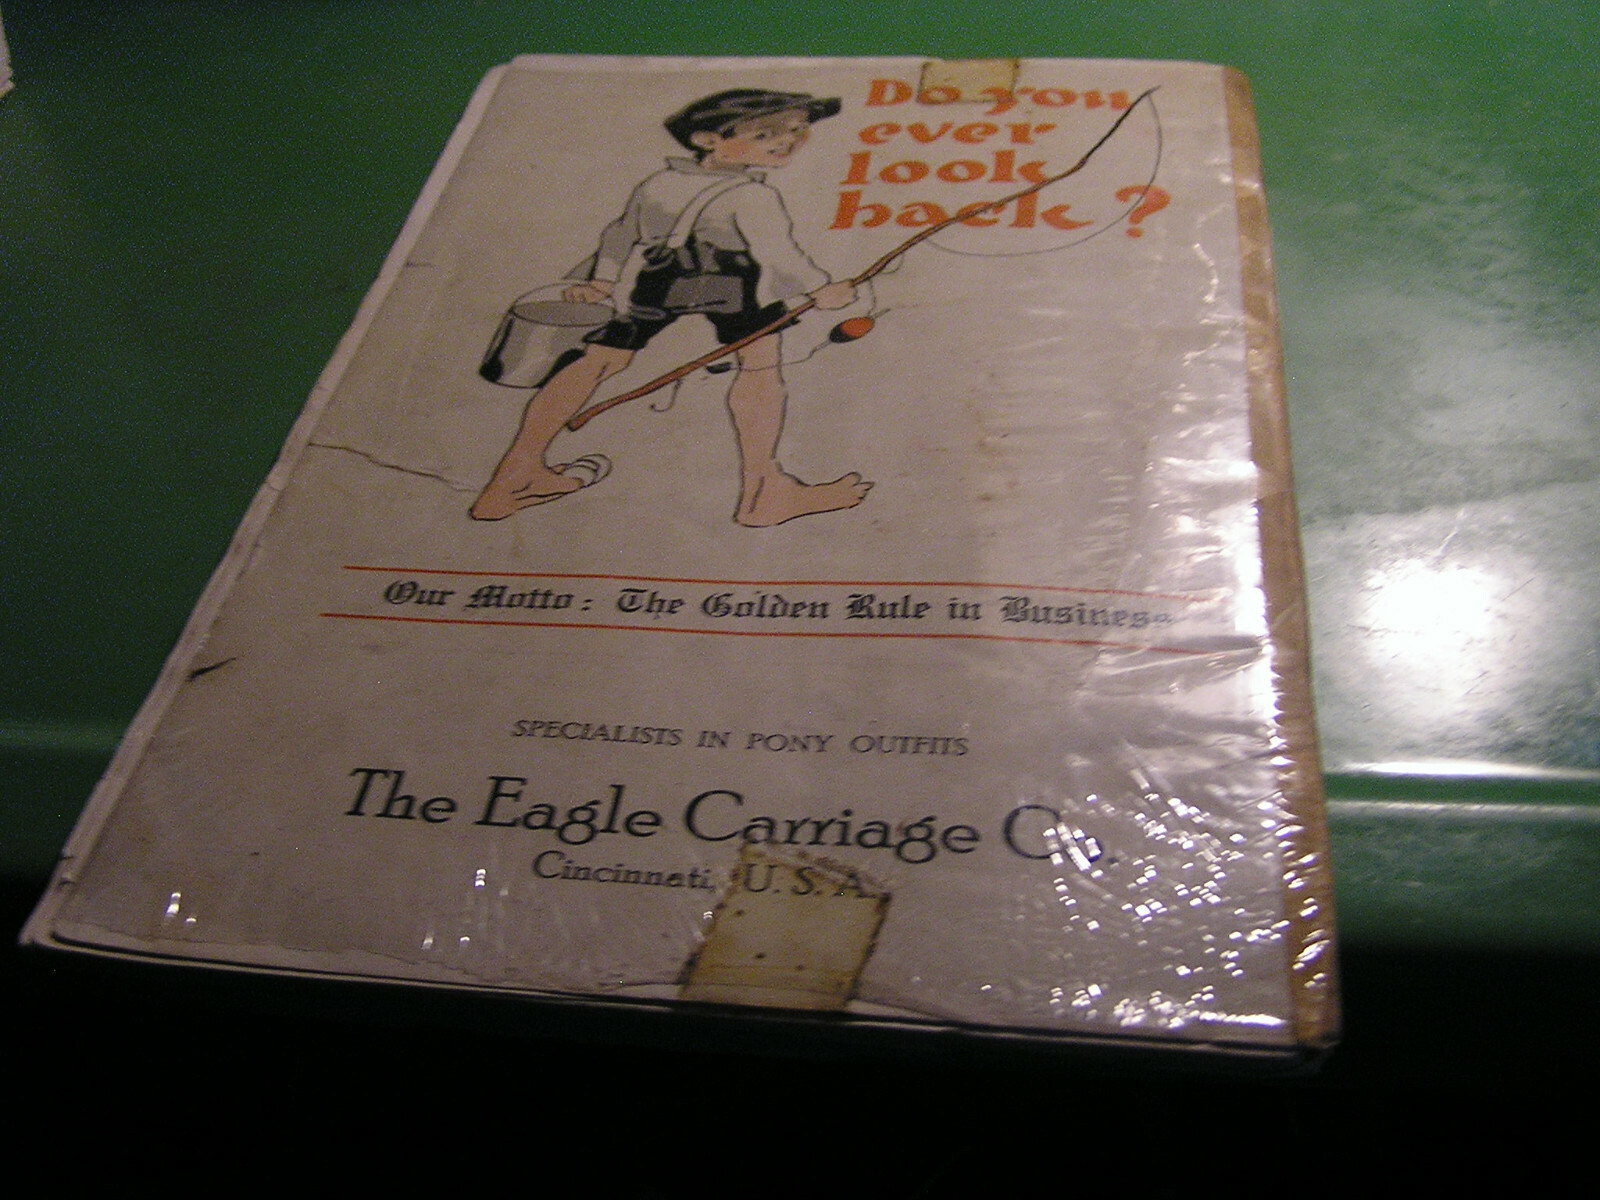 Do you
ever
look
back?
Our Motto: The Golden Rule in Business
SPECIALISTS IN PONY OUTFITS
The Eagle Carriage Co.
Cincinnati, U.S.A.